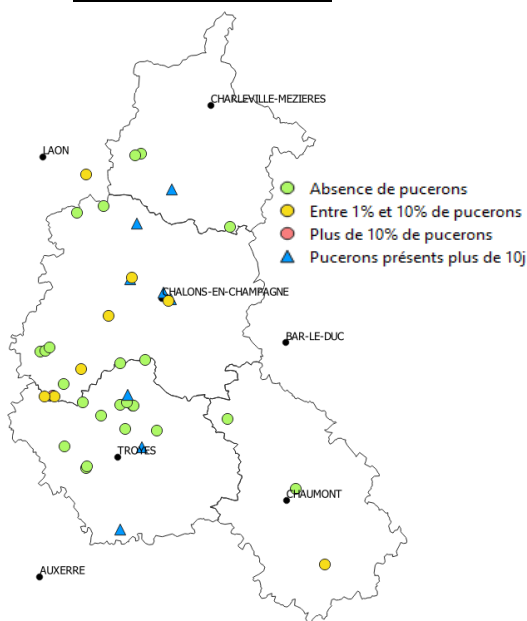 CHARLEVILLE-MEZIERES
LAON
Absence de pucerons
Entre 1% et 10% de pucerons
Plus de 10% de pucerons
Pucerons présents plus de 10j
CHALONS-EN-CHAMPAGNE
BAR-LE-DUC
TROYES
CHAUMONT
AUXERRE